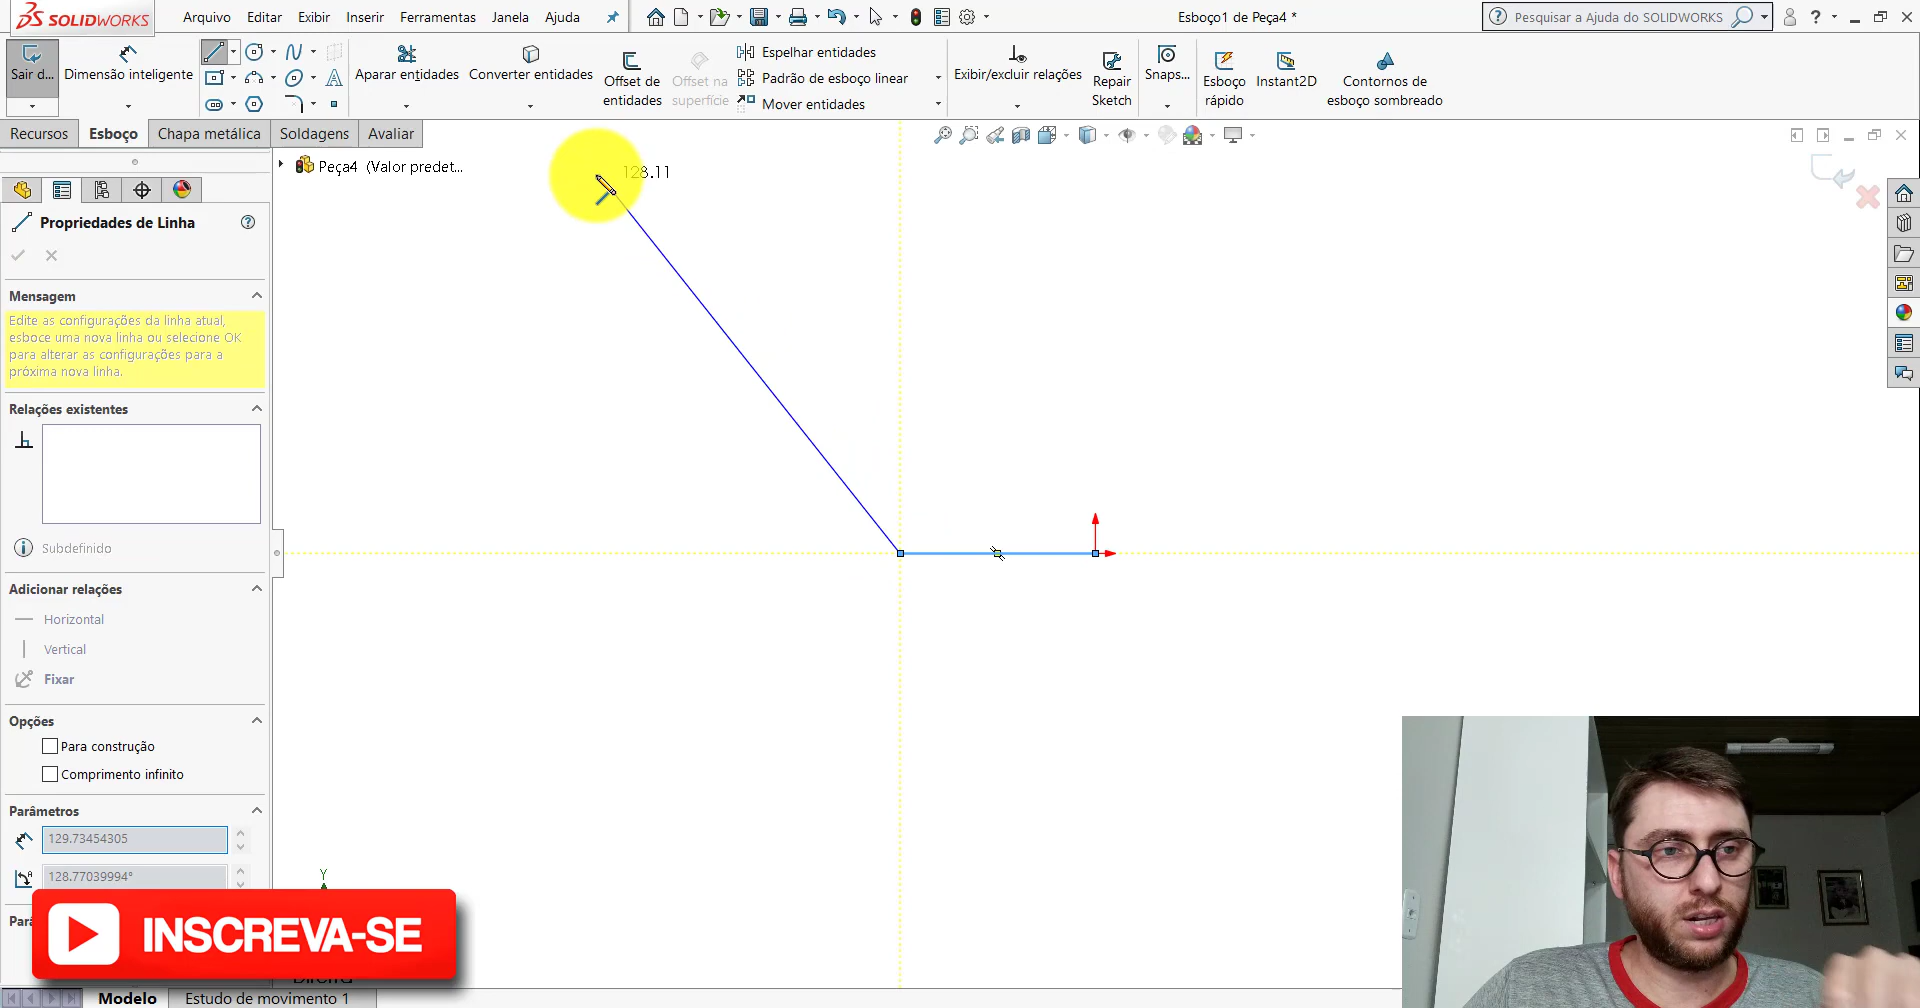 SOLIDWORKS
Arquivo
Editar
Exibir
Inserir
Ferramentas
Janela
Ajuda
Esboço1 de Peça4 *
Pesquisar a Ajuda do SOLIDWORKS
Sair d...
Dimensão inteligente
Aparar entidades
Converter entidades
Offset de
entidades
Offset na
superfície
Espelhar entidades
Padrão de esboço linear
Mover entidades
Exibir/excluir relações
Repair
Sketch
Snaps...
Esboço
rápido
Instant2D
Contornos de
esboço sombreado
Recursos
Esboço
Chapa metálica
Soldagens
Avaliar
Peça4 (Valor predet...
128.11
Propriedades de Linha
Mensagem
Edite as configurações da linha atual,
esboce uma nova linha ou selecione OK
para alterar as configurações para a
próxima nova linha.
Relações existentes
Subdefinido
Adicionar relações
Horizontal
Vertical
Fixar
Opções
Para construção
Comprimento infinito
Parâmetros
129.73454305
128.77039994°
Y
INSCREVA-SE
Modelo
Estudo de movimento 1